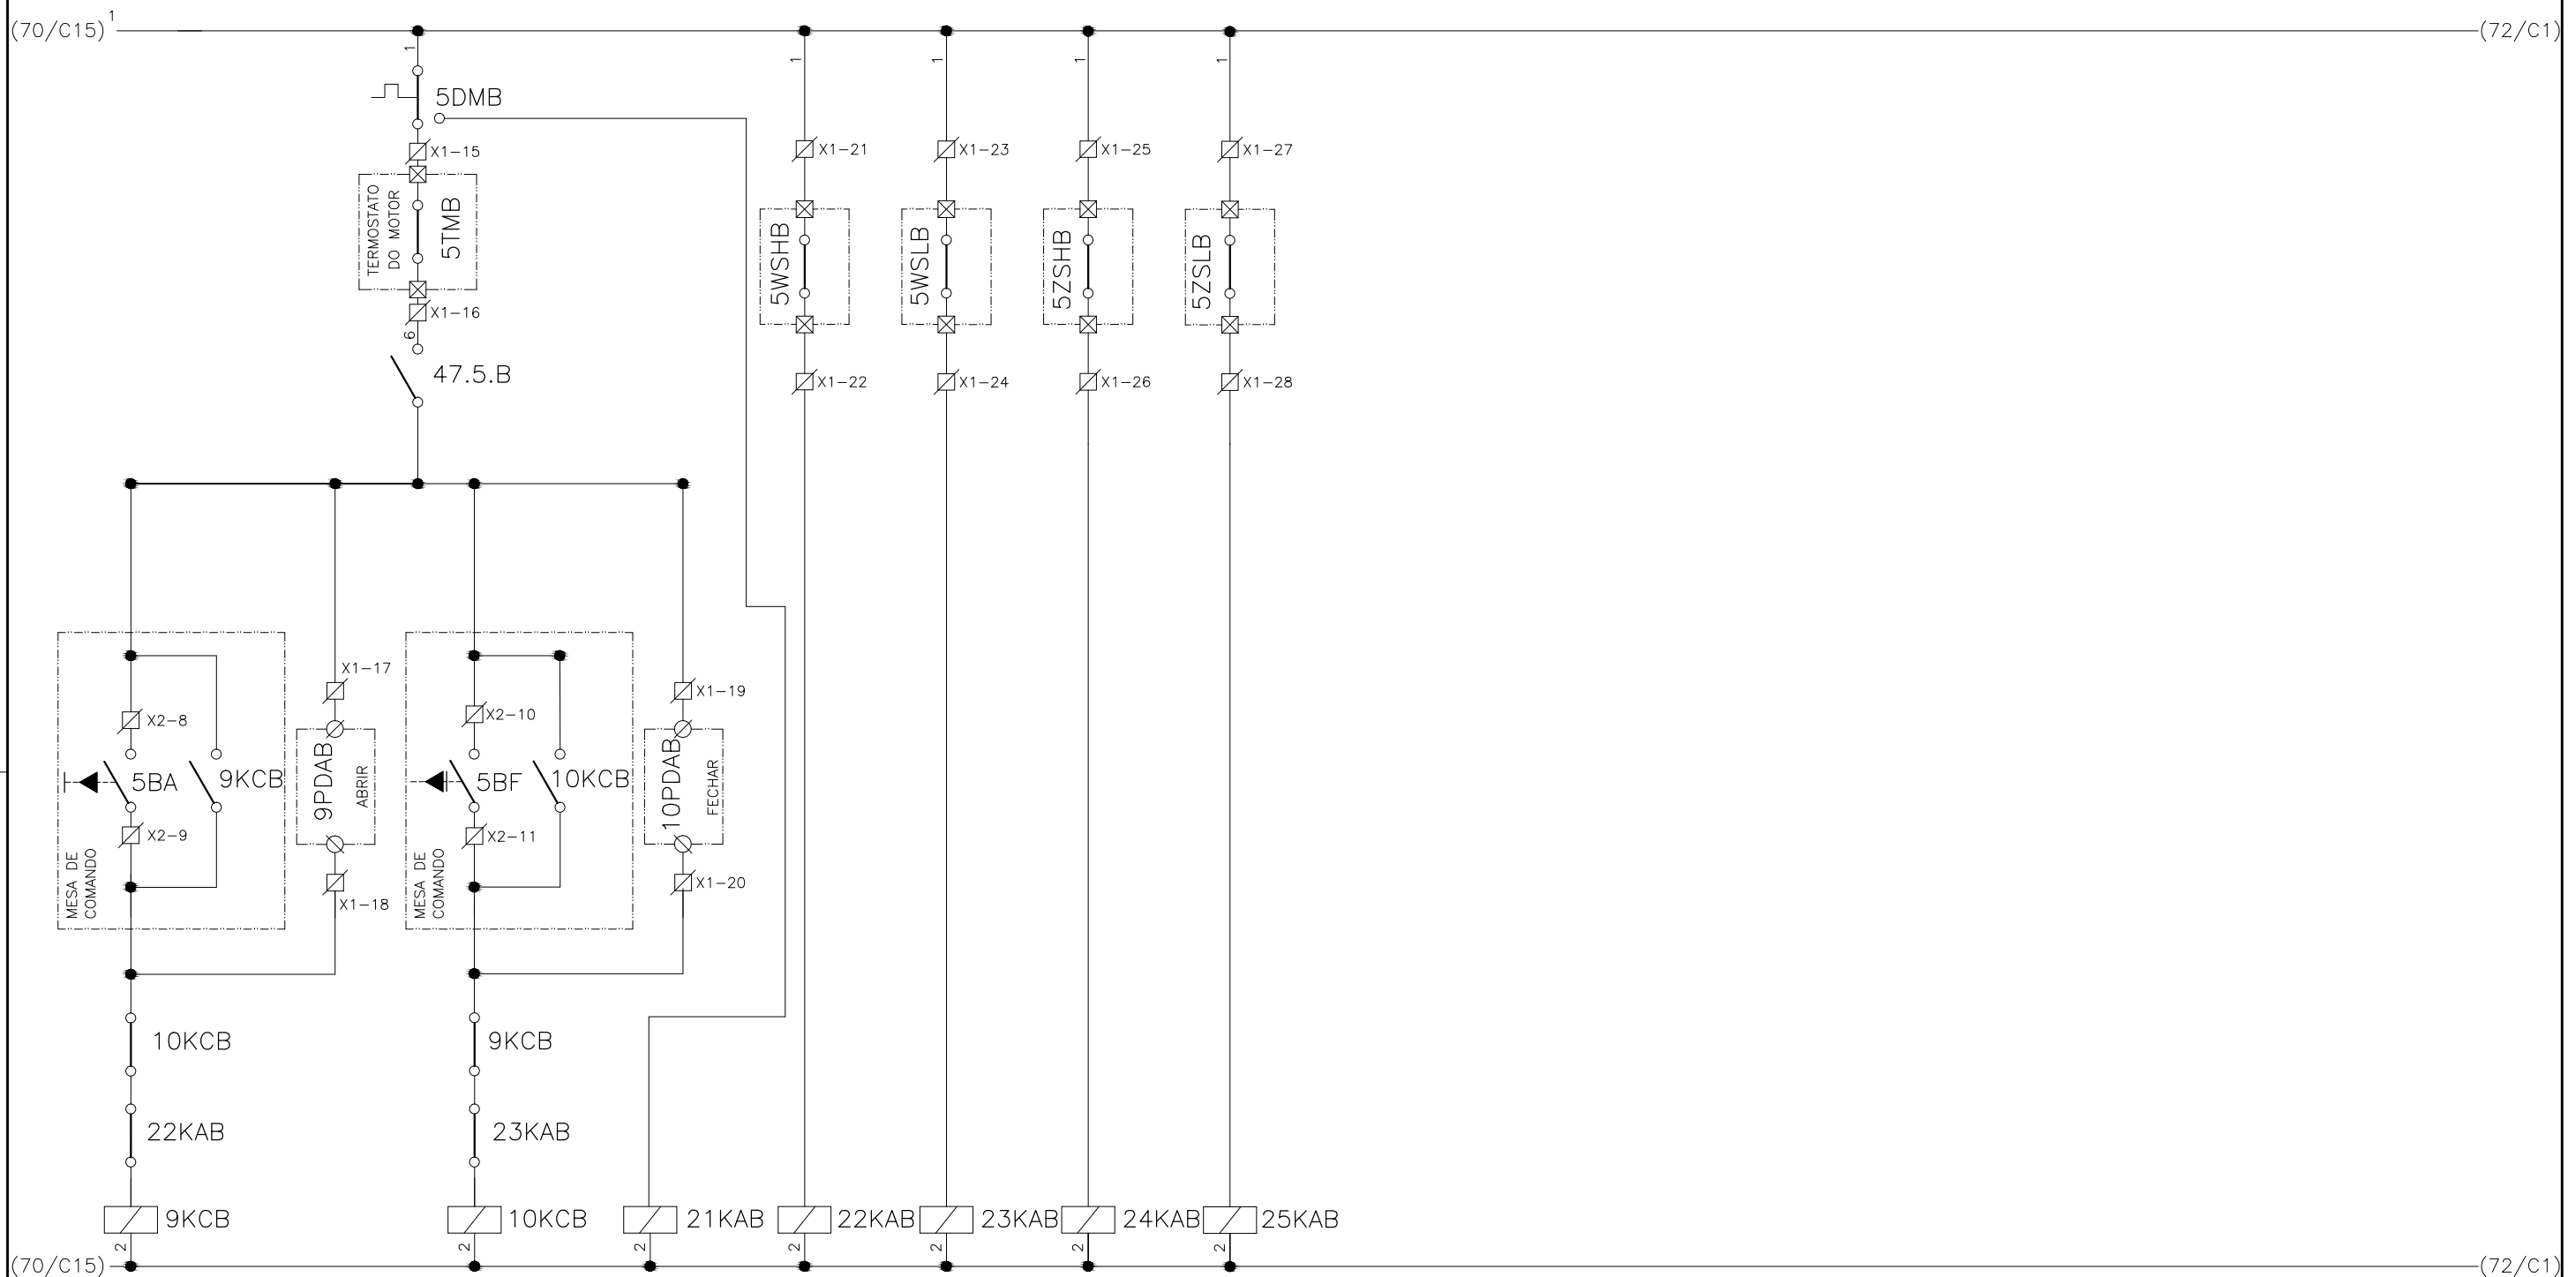 (70/C15) 1
(72/C1)
1
1
1
1
1
5DMB
X1-15
X1-21
X1-23
X1-25
X1-27
TERMOSTATO
DO MOTOR
5TMB
5WSHB
5WSLB
5ZSHB
5ZSLB
X1-16
6
47.5.B
X1-22
X1-24
X1-26
X1-28
X1-17
X1-19
X2-8
X2-10
5BA
9KCB
9PDAB
ABRIR
5BF
10KCB
10PDAB
FECHAR
X2-9
X2-11
MESA DE
COMANDO
MESA DE
COMANDO
X1-18
X1-20
10KCB
9KCB
22KAB
23KAB
9KCB
10KCB
21KAB
22KAB
23KAB
24KAB
25KAB
2
2
2
2
2
2
2
(70/C15)
(72/C1)